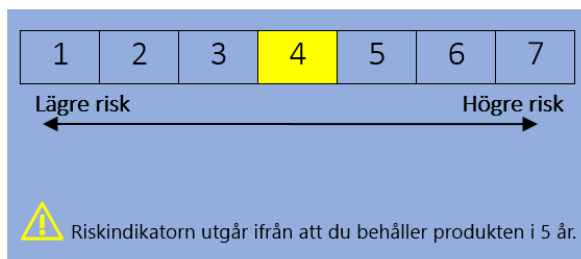 1 2 3 4 5 6 7
Lägre risk Högre risk
Riskindikatorn utgår ifrån att du behåller produkten i 5 år.